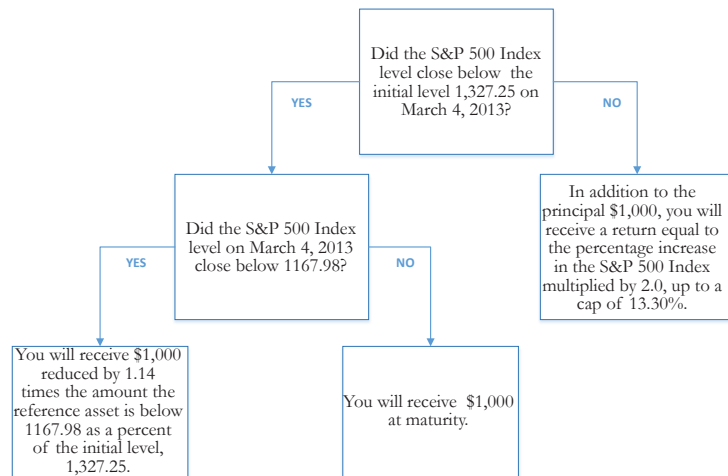 Did the S&P 500 Index
level close below the
initial level 1,327.25 on
March 4, 2013?
YES
NO
Did the S&P 500 Index
level on March 4, 2013
close below 1167.98?
In addition to the
principal $1,000, you will
receive a return equal to
the percentage increase
in the S&P 500 Index
multiplied by 2.0, up to a
cap of 13.30%.
YES
NO
You will receive $1,000
reduced by 1.14
times the amount the
reference asset is below
1167.98 as a percent
of the initial level,
1,327.25.
You will receive $1,000
at maturity.